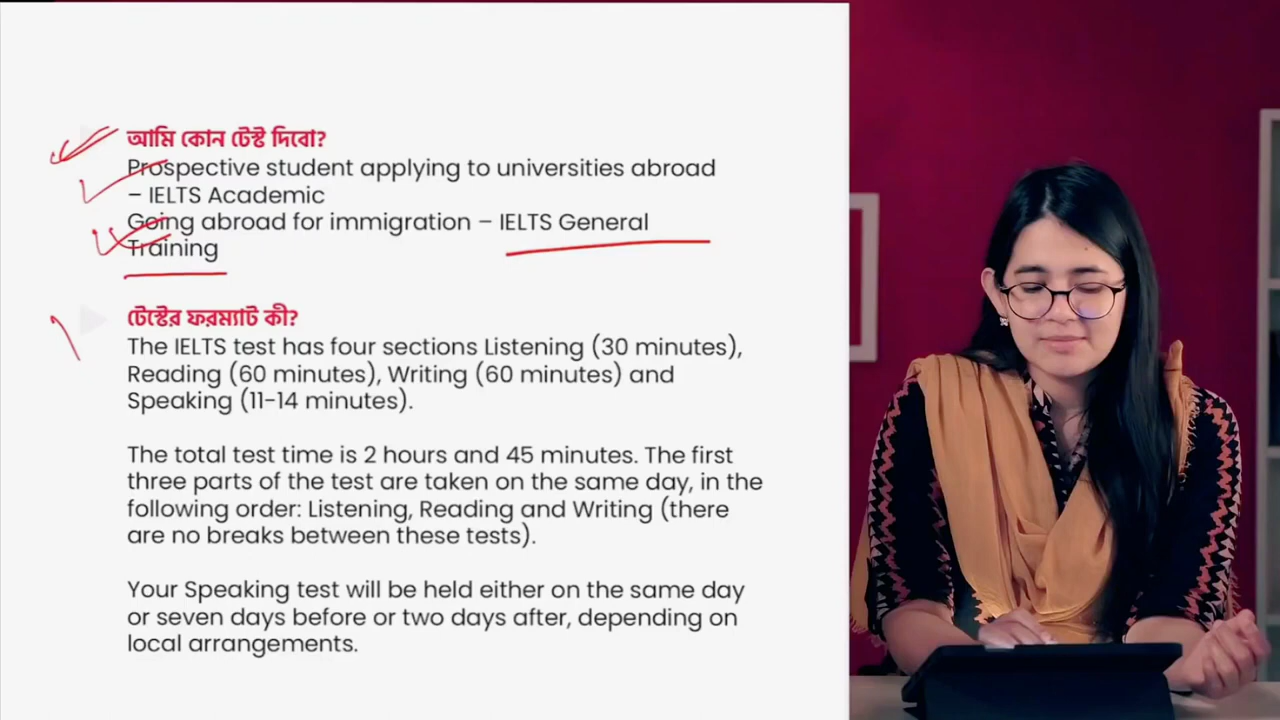 আমি কোন টেস্ট দিবো?
Prospective student applying to universities abroad
– IELTS Academic
Going abroad for immigration – IELTS General
Training
টেস্টের ফরম্যাট কী?
The IELTS test has four sections Listening (30 minutes),
Reading (60 minutes), Writing (60 minutes) and
Speaking (11-14 minutes).
The total test time is 2 hours and 45 minutes. The first
three parts of the test are taken on the same day, in the
following order: Listening, Reading and Writing (there
are no breaks between these tests).
Your Speaking test will be held either on the same day
or seven days before or two days after, depending on
local arrangements.